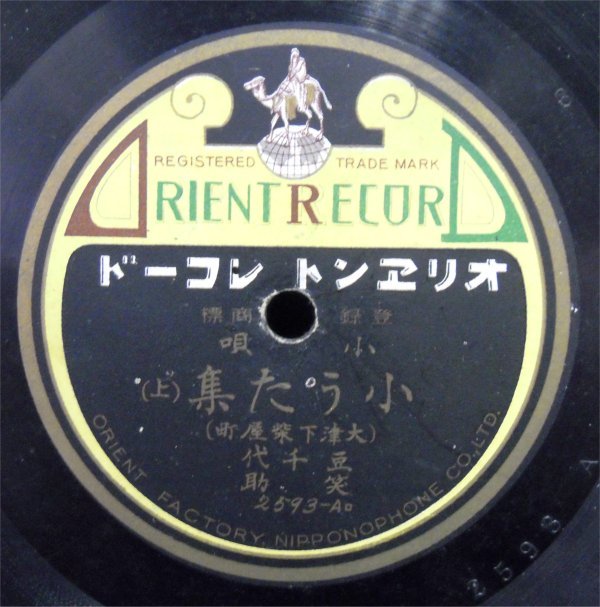 REGISTERED TRADE MARK
ORIENT RECORD
オリヱント レコード
登録商標
小唄
小うた集(上)
(大津下柴屋町)
豆千代
笑助
2593-A
ORIENT FACTORY, NIPPONOPHONE CO., LTD.
2593 A